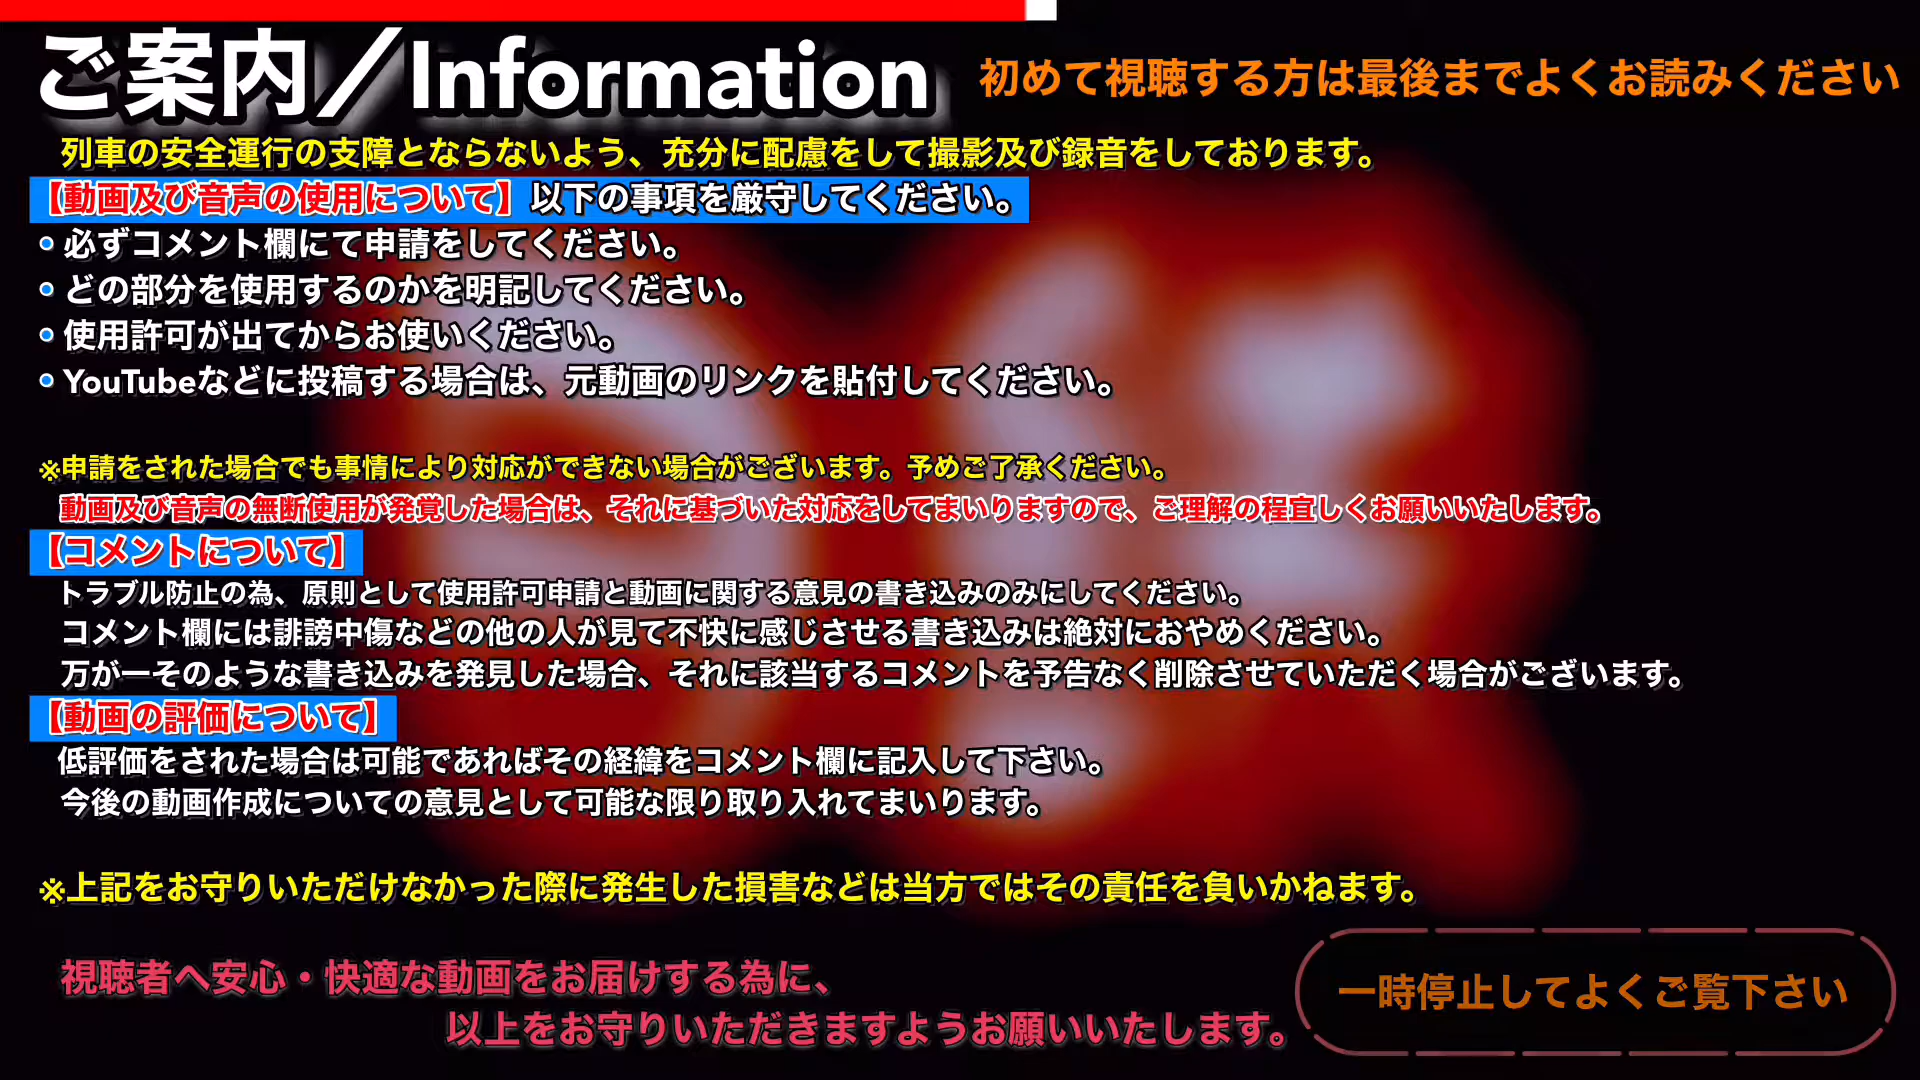 ご案内／Information
初めて視聴する方は最後までよくお読みください
列車の安全運行の支障とならないよう、充分に配慮をして撮影及び録音をしております。
【動画及び音声の使用について】以下の事項を厳守してください。
・必ずコメント欄にて申請をしてください。
・どの部分を使用するのかを明記してください。
・使用許可が出てからお使いください。
・YouTubeなどに投稿する場合は、元動画のリンクを貼付してください。
※申請をされた場合でも事情により対応ができない場合がございます。予めご了承ください。
動画及び音声の無断使用が発覚した場合は、それに基づいた対応をしてまいりますので、ご理解の程宜しくお願いいたします。
【コメントについて】
トラブル防止の為、原則として使用許可申請と動画に関する意見の書き込みのみにしてください。
コメント欄には誹謗中傷などの他の人が見て不快に感じさせる書き込みは絶対におやめください。
万が一そのような書き込みを発見した場合、それに該当するコメントを予告なく削除させていただく場合がございます。
【動画の評価について】
低評価をされた場合は可能であればその経緯をコメント欄に記入して下さい。
今後の動画作成についての意見として可能な限り取り入れてまいります。
※上記をお守りいただけなかった際に発生した損害などは当方ではその責任を負いかねます。
視聴者へ安心・快適な動画をお届けする為に、
以上をお守りいただきますようお願いいたします。
一時停止してよくご覧下さい